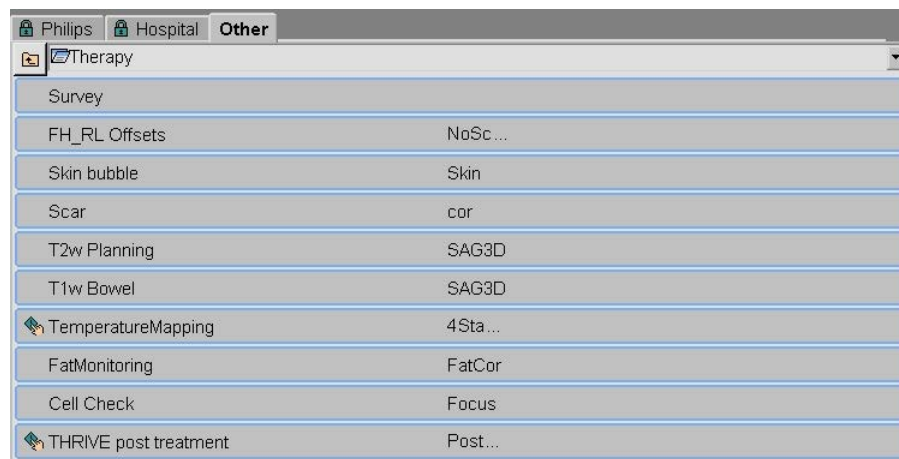 Philips Hospital Other
Therapy
Survey
FH_RL Offsets NoSc...
Skin bubble Skin
Scar cor
T2w Planning SAG3D
T1w Bowel SAG3D
TemperatureMapping 4Sta...
FatMonitoring FatCor
Cell Check Focus
THRIVE post treatment Post...